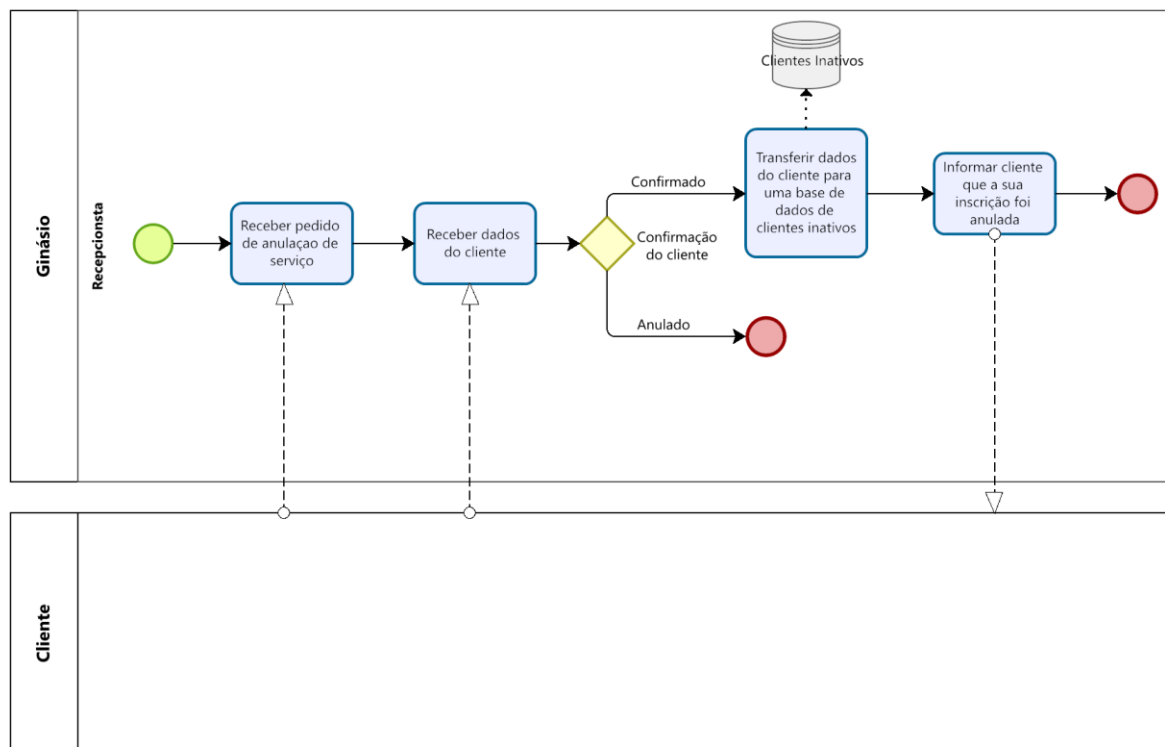 Ginásio
Recepcionsta
Receber pedido
de anulaçao de
serviço
Receber dados
do cliente
Confirmado
Confirmação
do cliente
Anulado
Clientes Inativos
Transferir dados
do cliente para
uma base de
dados de
clientes inativos
Informar cliente
que a sua
inscrição foi
anulada
Cliente